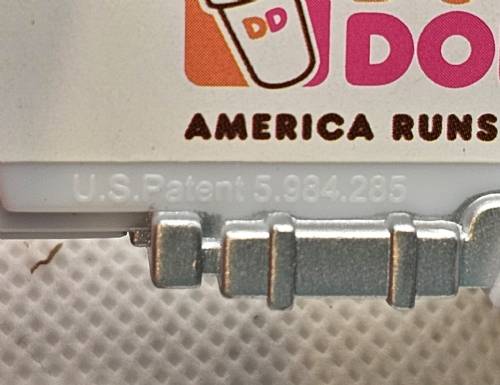 DD
DO
AMERICA RUNS
U.S.Patent 5.984.285